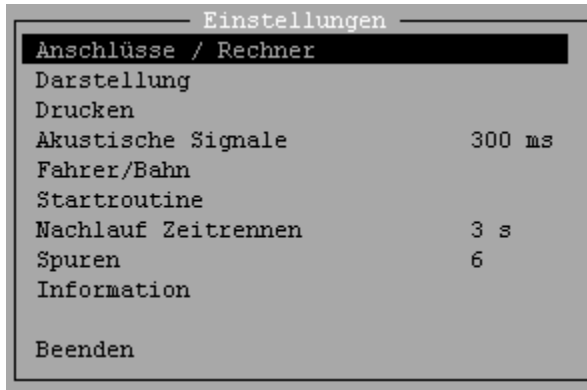 Einstellungen
Anschlüsse / Rechner
Darstellung
Drucken
Akustische Signale 300 ms
Fahrer/Bahn
Startroutine
Nachlauf Zeitrennen 3 s
Spuren 6
Information
Beenden